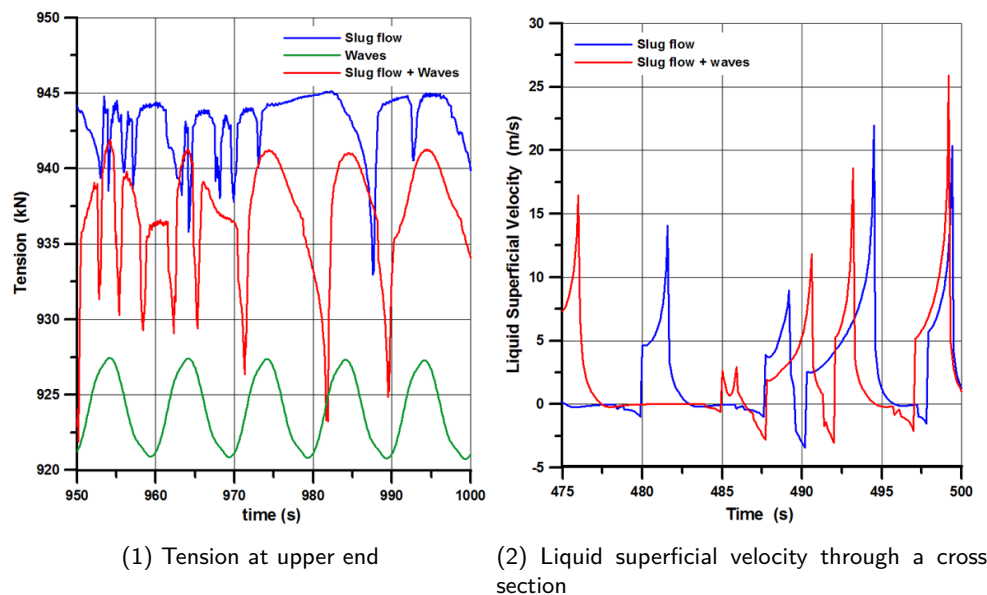 950
945
940
935
930
925
920
Tension (kN)
Slug flow
Waves
Slug flow + Waves
950 960 970 980 990 1000
time (s)
(1) Tension at upper end
30
25
20
15
10
5
0
-5
Liquid Superficial Velocity (m/s)
Slug flow
Slug flow + waves
475 480 485 490 495 500
Time (s)
(2) Liquid superficial velocity through a cross
section